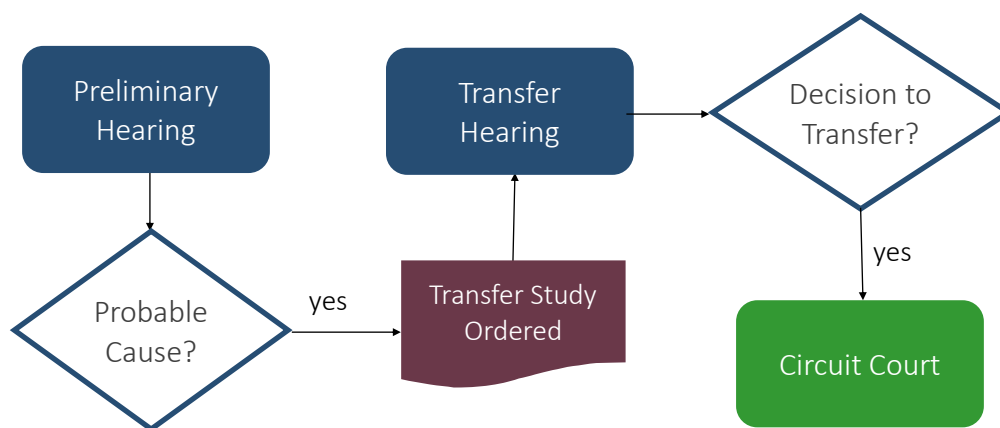 Preliminary
Hearing
Probable
Cause?
yes
Transfer Study
Ordered
Transfer
Hearing
Decision to
Transfer?
yes
Circuit Court